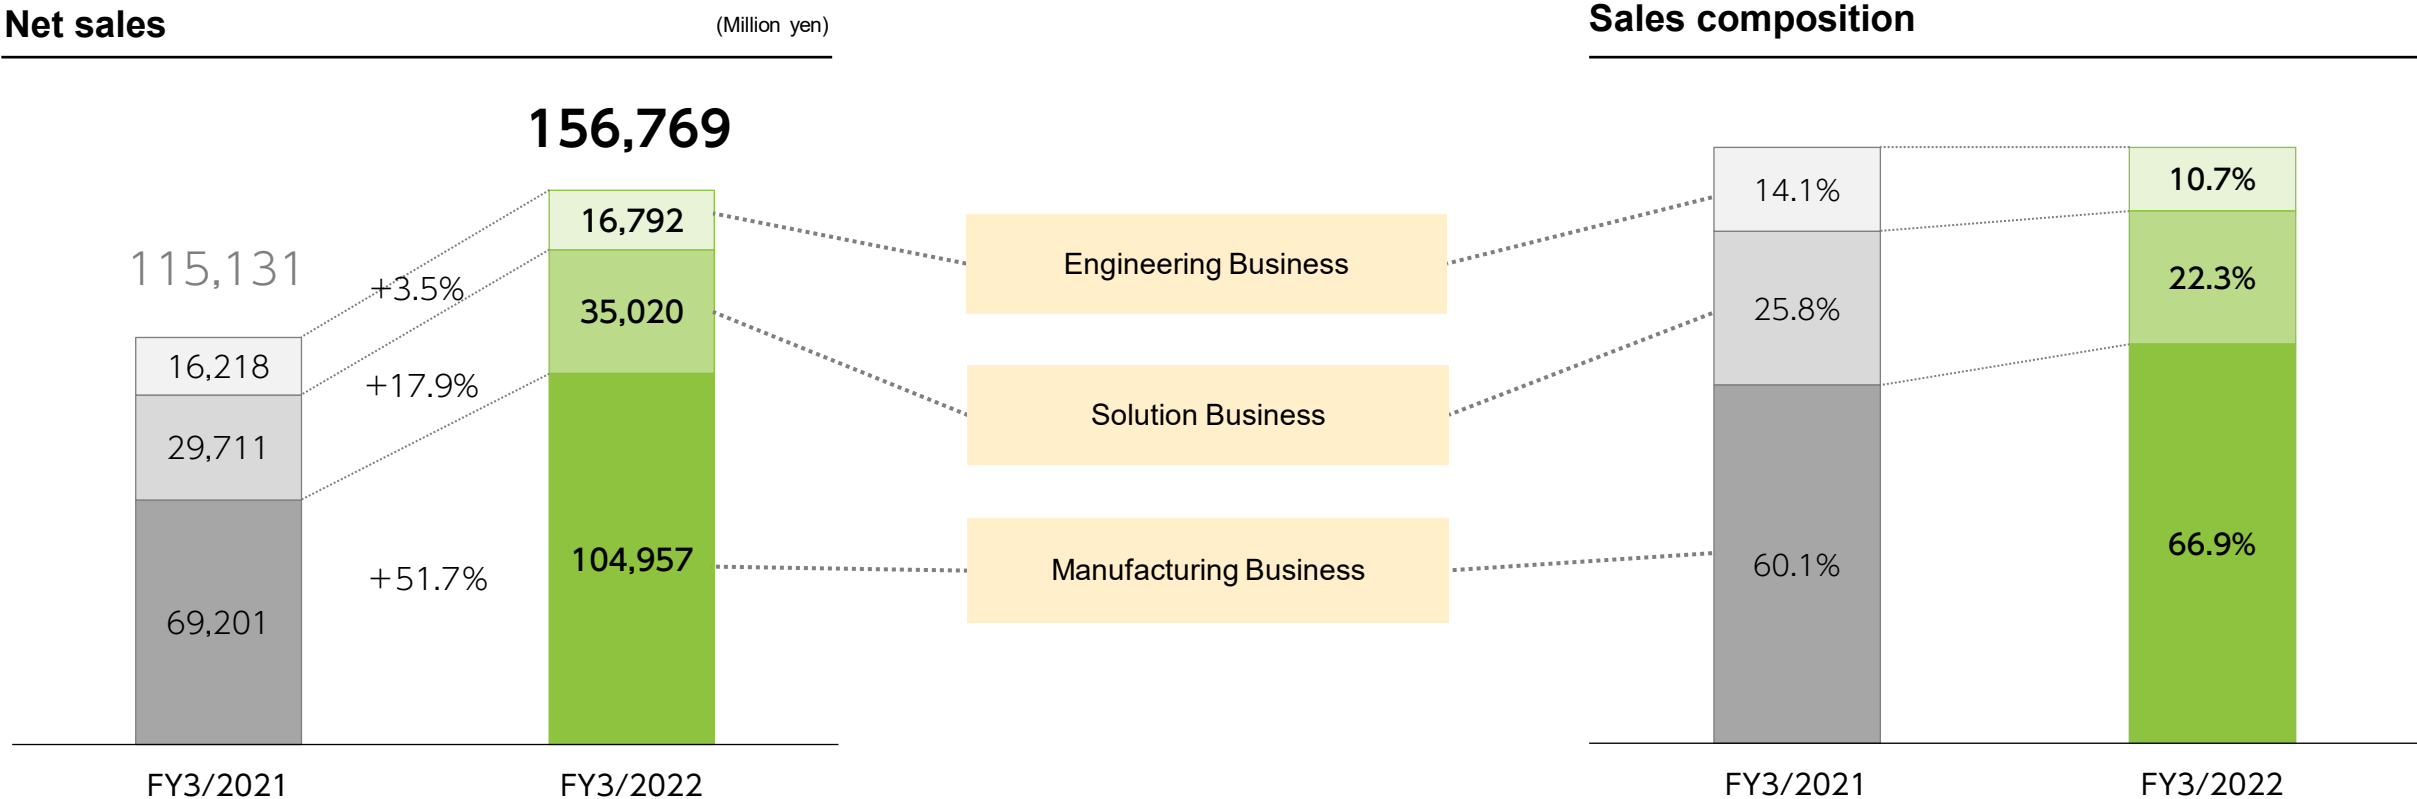 Net sales
(Million yen)
Sales composition
156,769
115,131
16,792
+3.5%
35,020
16,218
+17.9%
29,711
104,957
+51.7%
69,201
FY3/2021
FY3/2022
Engineering Business
Solution Business
Manufacturing Business
14.1%
10.7%
25.8%
22.3%
60.1%
66.9%
FY3/2021
FY3/2022